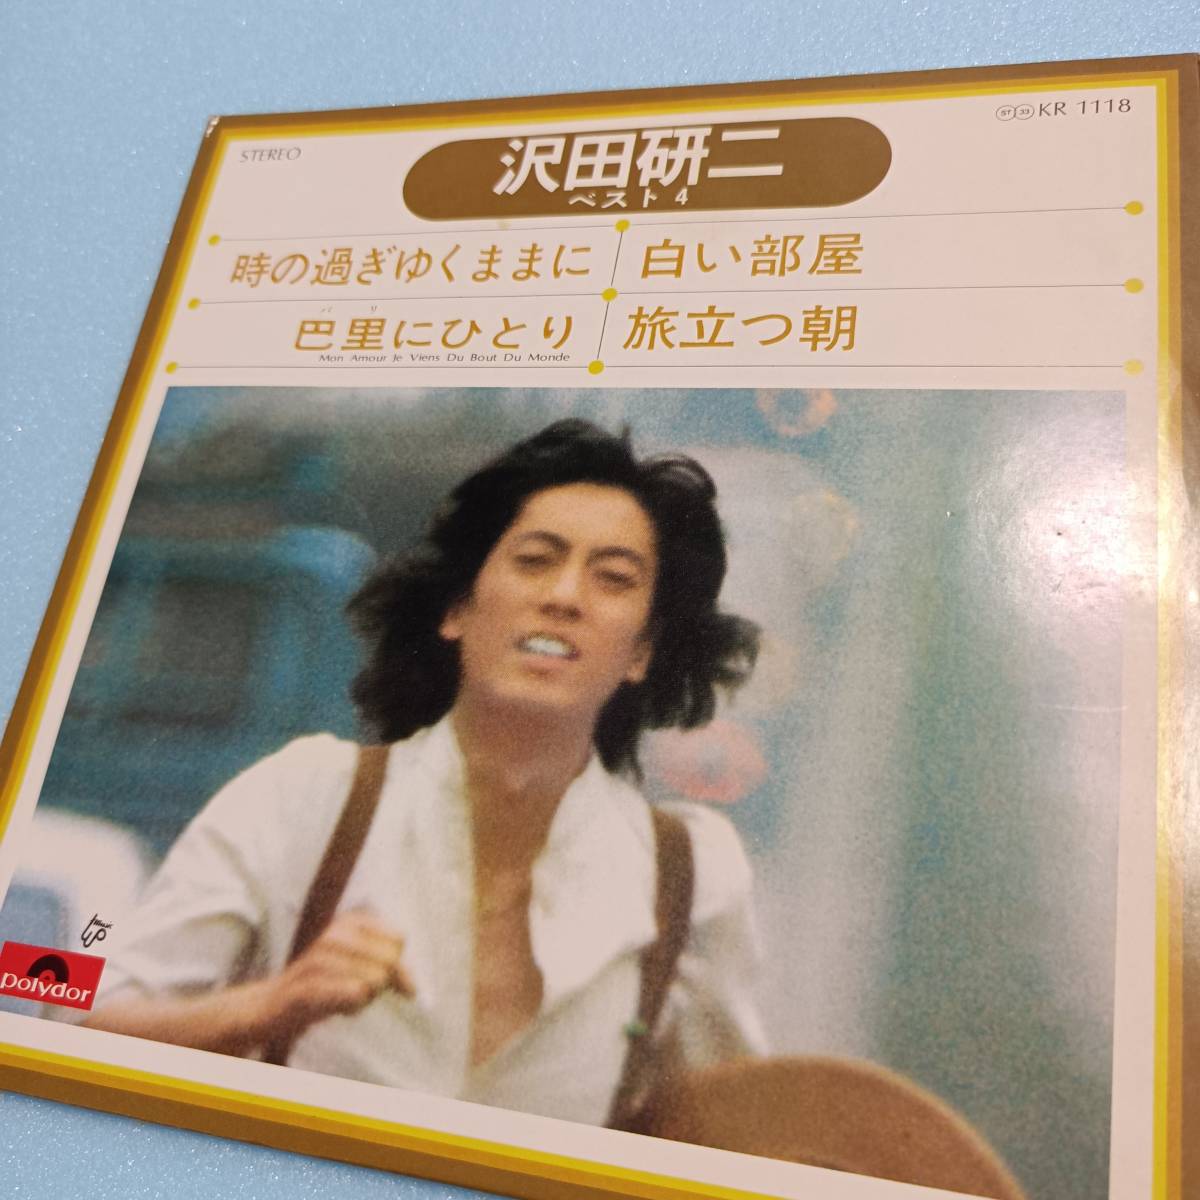 STEREO
ST 33 KR 1118
沢田研二
ベスト4
時の過ぎゆくままに 白い部屋
パリ
巴里にひとり 旅立つ朝
Mon Amour Je Viens Du Bout Du Monde
polydor